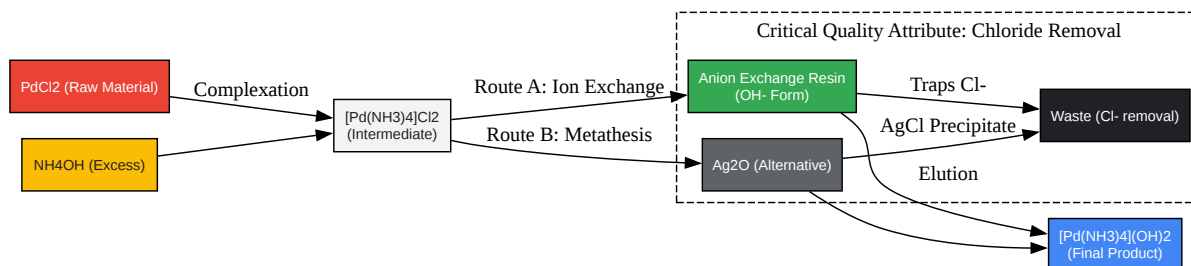 Critical Quality Attribute: Chloride Removal
PdCl2 (Raw Material)
Complexation
NH4OH (Excess)
[Pd(NH3)4]Cl2
(Intermediate)
Route A: Ion Exchange
Route B: Metathesis
Anion Exchange Resin
(OH- Form)
Ag2O (Alternative)
Traps Cl-
AgCl Precipitate
Elution
Waste (Cl- removal)
[Pd(NH3)4](OH)2
(Final Product)